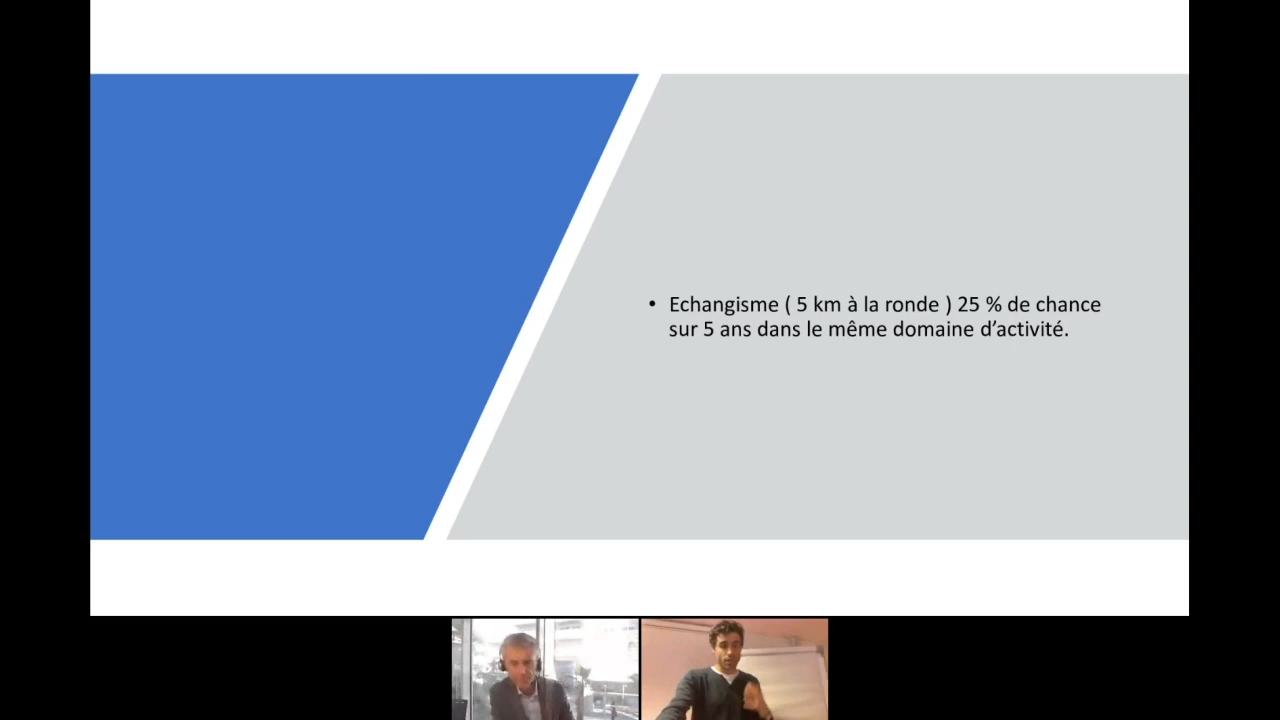 • Echangisme ( 5 km à la ronde ) 25 % de chance
sur 5 ans dans le même domaine d’activité.